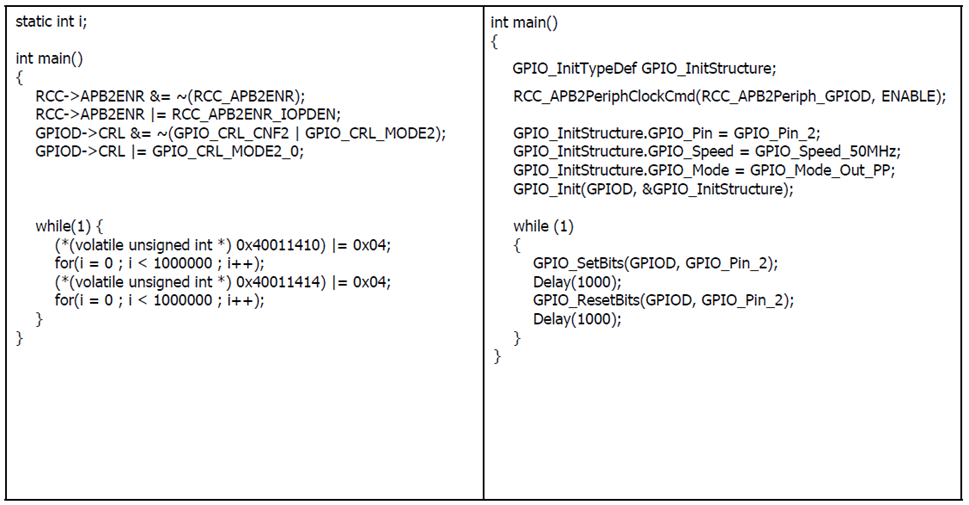 static int i;
int main()
{
RCC->APB2ENR &= ~(RCC_APB2ENR);
RCC->APB2ENR |= RCC_APB2ENR_IOPDEN;
GPIOD->CRL &= ~(GPIO_CRL_CNF2 | GPIO_CRL_MODE2);
GPIOD->CRL |= GPIO_CRL_MODE2_0;
while(1) {
(*(volatile unsigned int *) 0x40011410) |= 0x04;
for(i = 0 ; i < 1000000 ; i++);
(*(volatile unsigned int *) 0x40011414) |= 0x04;
for(i = 0 ; i < 1000000 ; i++);
}
}
int main()
{
GPIO_InitTypeDef GPIO_InitStructure;
RCC_APB2PeriphClockCmd(RCC_APB2Periph_GPIOD, ENABLE);
GPIO_InitStructure.GPIO_Pin = GPIO_Pin_2;
GPIO_InitStructure.GPIO_Speed = GPIO_Speed_50MHz;
GPIO_InitStructure.GPIO_Mode = GPIO_Mode_Out_PP;
GPIO_Init(GPIOD, &GPIO_InitStructure);
while (1)
{
GPIO_SetBits(GPIOD, GPIO_Pin_2);
Delay(1000);
GPIO_ResetBits(GPIOD, GPIO_Pin_2);
Delay(1000);
}
}